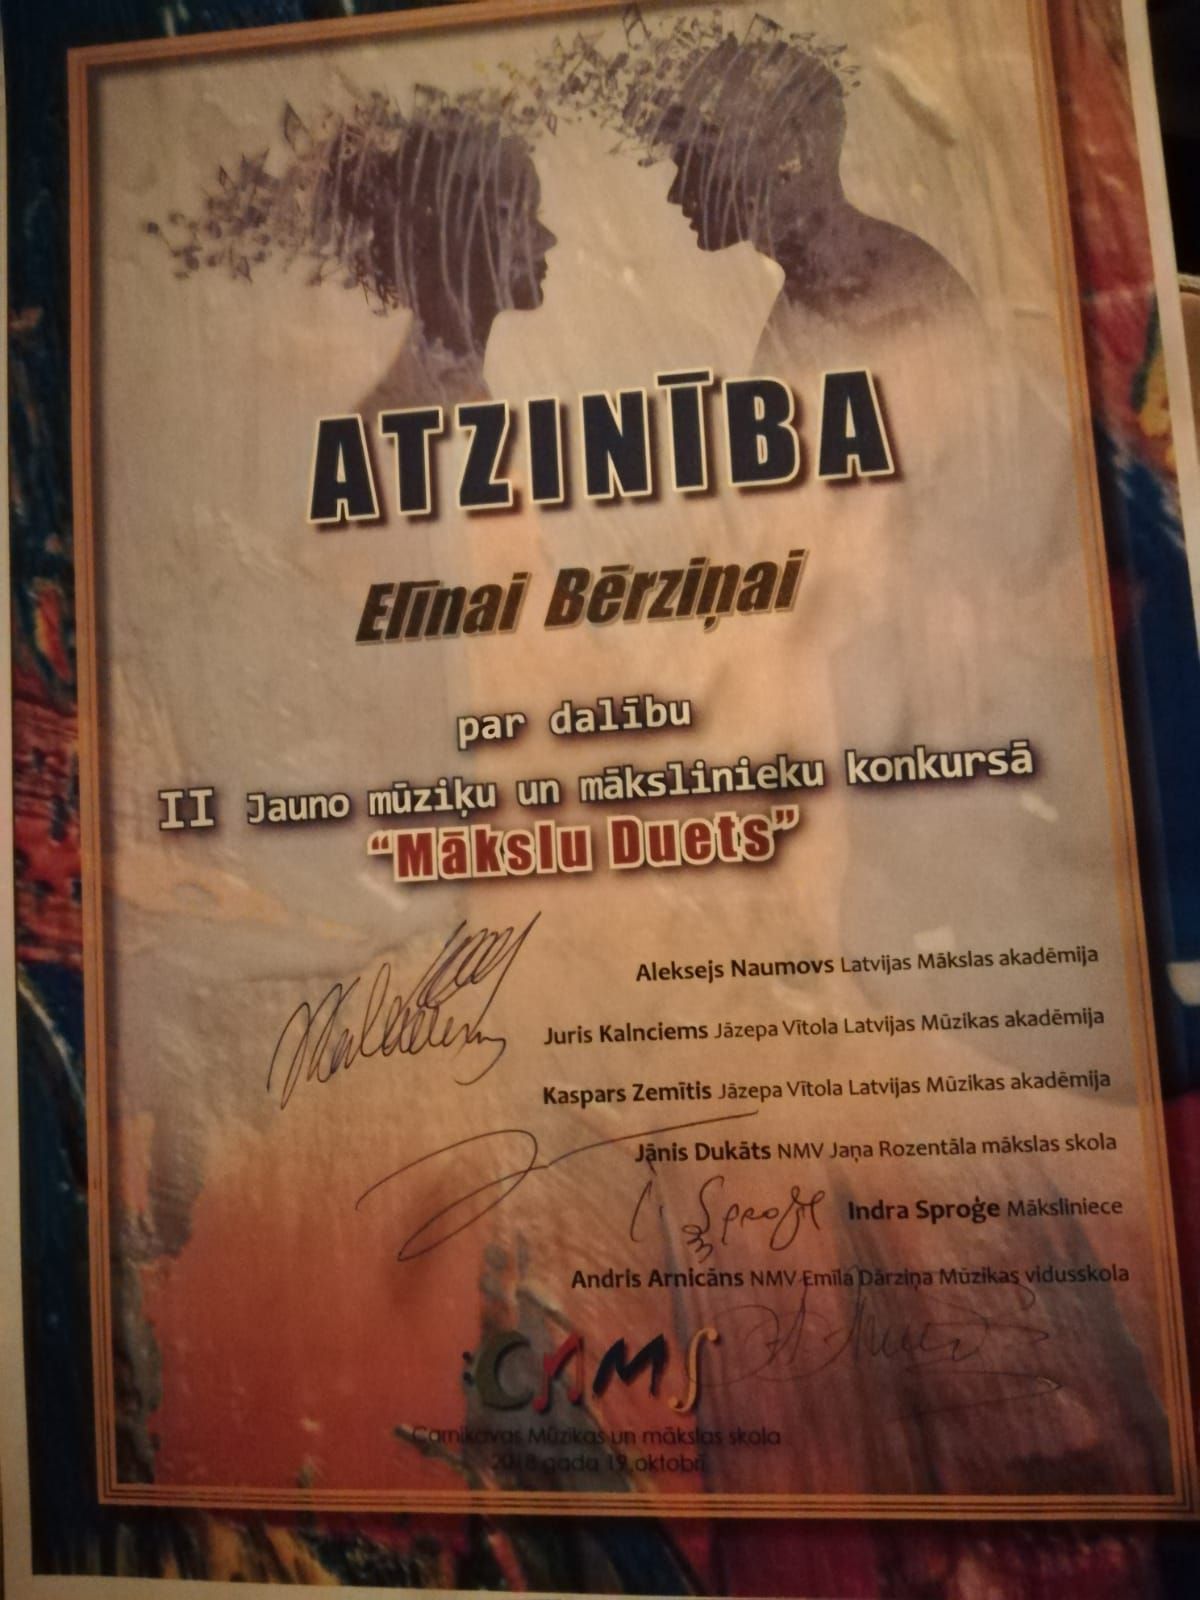 ATZINĪBA
Elīnai Bērziņai
par dalību
II Jauno mūziķu un mākslinieku konkursā
“Mākslu Duets”
Aleksejs Naumovs Latvijas Mākslas akadēmija
Juris Kalnciems Jāzepa Vītola Latvijas Mūzikas akadēmija
Kaspars Zemītis Jāzepa Vītola Latvijas Mūzikas akadēmija
Jānis Dukāts NMV Jaņa Rozentāla mākslas skola
I. Sproģe Indra Sproģe Māksliniece
Andris Arnicāns NMV Emīla Dārziņa Mūzikas vidusskola
CMMS
Carnikavas Mūzikas un mākslas skola
2018 gada 19.oktobrī